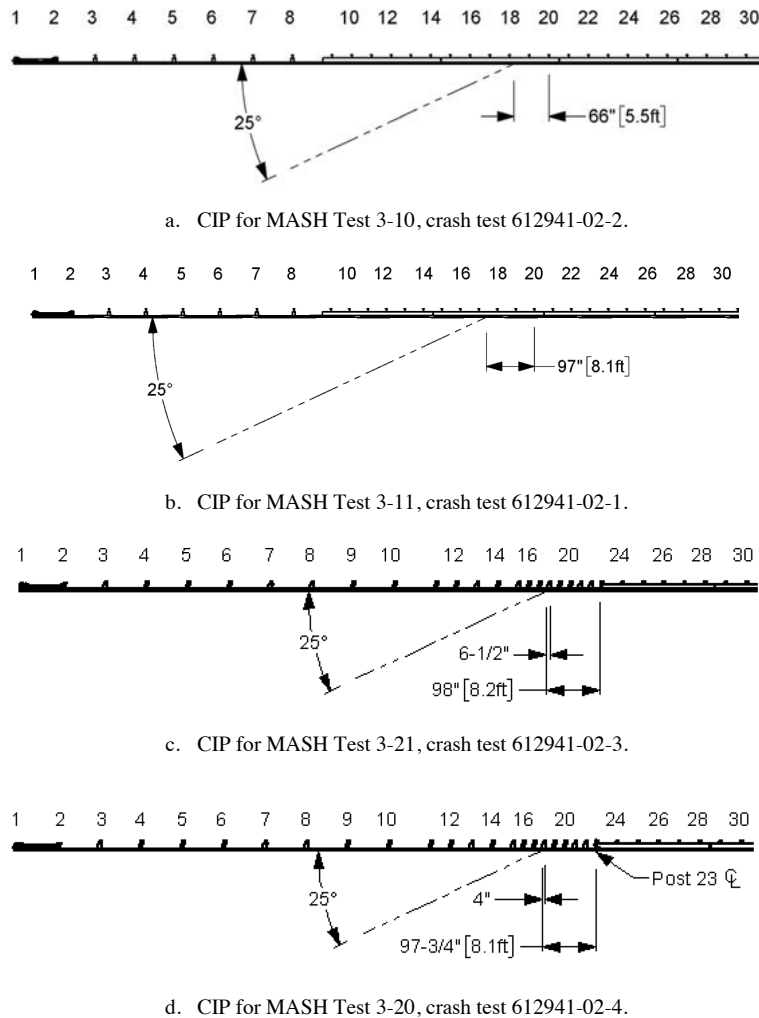 1 2 3 4 5 6 7 8 10 12 14 16 18 20 22 24 26 28 30
25°
66" [5.5ft]
a. CIP for MASH Test 3-10, crash test 612941-02-2.
1 2 3 4 5 6 7 8 10 12 14 16 18 20 22 24 26 28 30
97" [8.1ft]
25°
b. CIP for MASH Test 3-11, crash test 612941-02-1.
1 2 3 4 5 6 7 8 9 10 12 14 16 20 24 26 28 30
25°
6-1/2"
98" [8.2ft]
c. CIP for MASH Test 3-21, crash test 612941-02-3.
1 2 3 4 5 6 7 8 9 10 12 14 16 20 24 26 28 30
Post 23 ℄
25°
4"
97-3/4" [8.1ft]
d. CIP for MASH Test 3-20, crash test 612941-02-4.